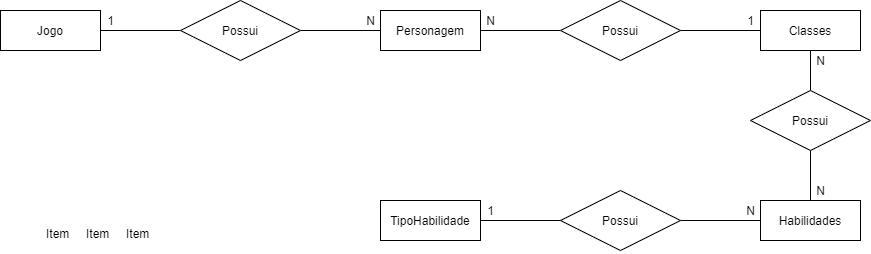 1 N N 1
Jogo Possui Personagem Possui Classes
N
Possui
N
1 N
TipoHabilidade Possui Habilidades
Item Item Item